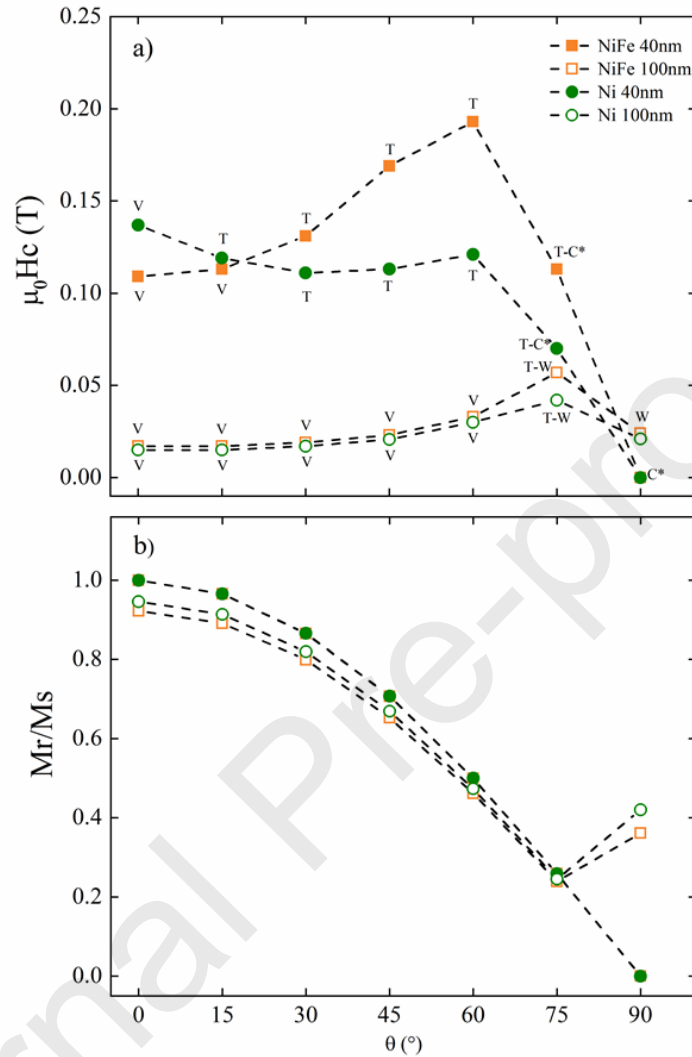 a)
NiFe 40nm
NiFe 100nm
Ni 40nm
Ni 100nm
0.25
0.20
0.15
0.10
0.05
0.00
μ₀Hc (T)
V T T T T T-C*
V V T T T T-C*
T-W
V V V V V W
V V V V V T-W
C*
b)
1.0
0.8
0.6
0.4
0.2
0.0
Mr/Ms
0 15 30 45 60 75 90
θ (°)
rnal Pre-pro